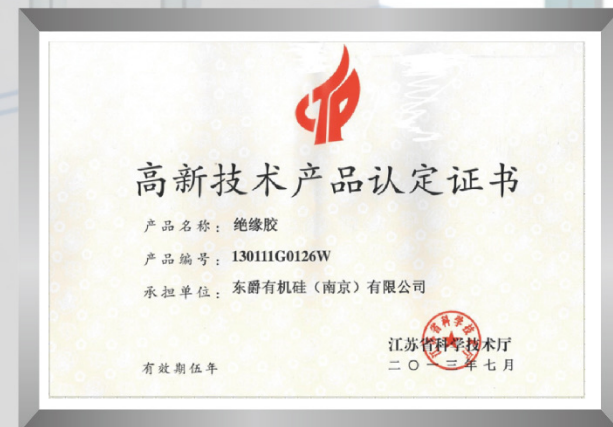 高新技术产品认定证书
产品名称：绝缘胶
产品编号：130111G0126W
承担单位：东爵有机硅（南京）有限公司
江苏省科学技术厅
有效期伍年
二〇一三年七月